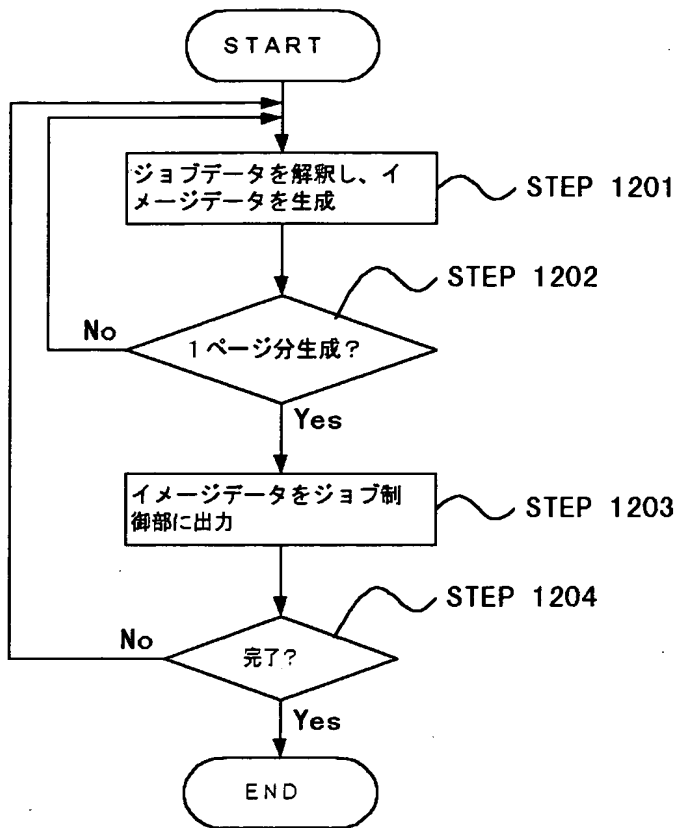 START
ジョブデータを解釈し、イ
メージデータを生成
STEP 1201
STEP 1202
No
1ページ分生成?
Yes
イメージデータをジョブ制
御部に出力
STEP 1203
STEP 1204
No
完了?
Yes
END